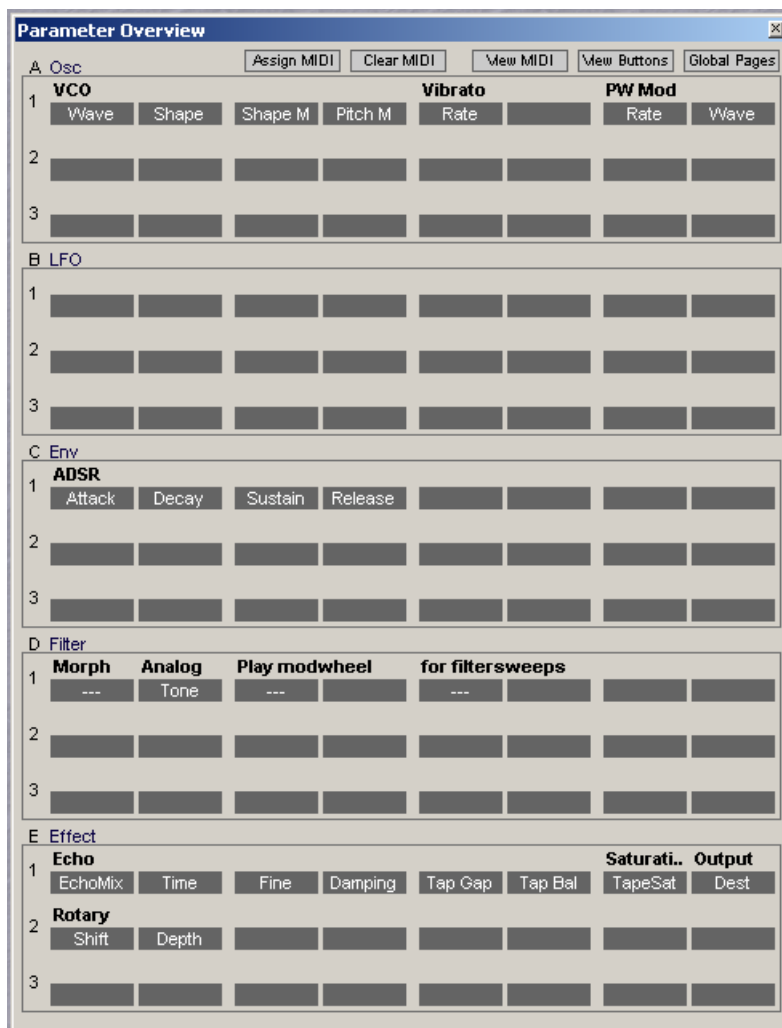 Parameter Overview
A Osc Assign MIDI Clear MIDI View MIDI View Buttons Global Pages
VCO Vibrato PW Mod
1 Wave Shape Shape M Pitch M Rate Rate Wave
2
3
B LFO
1
2
3
C Env
ADSR
1 Attack Decay Sustain Release
2
3
D Filter
Morph Analog Play modwheel for filtersweeps
1 --- Tone --- ---
2
3
E Effect
Echo Saturati.. Output
1 EchoMix Time Fine Damping Tap Gap Tap Bal TapeSat Dest
Rotary
2 Shift Depth
3